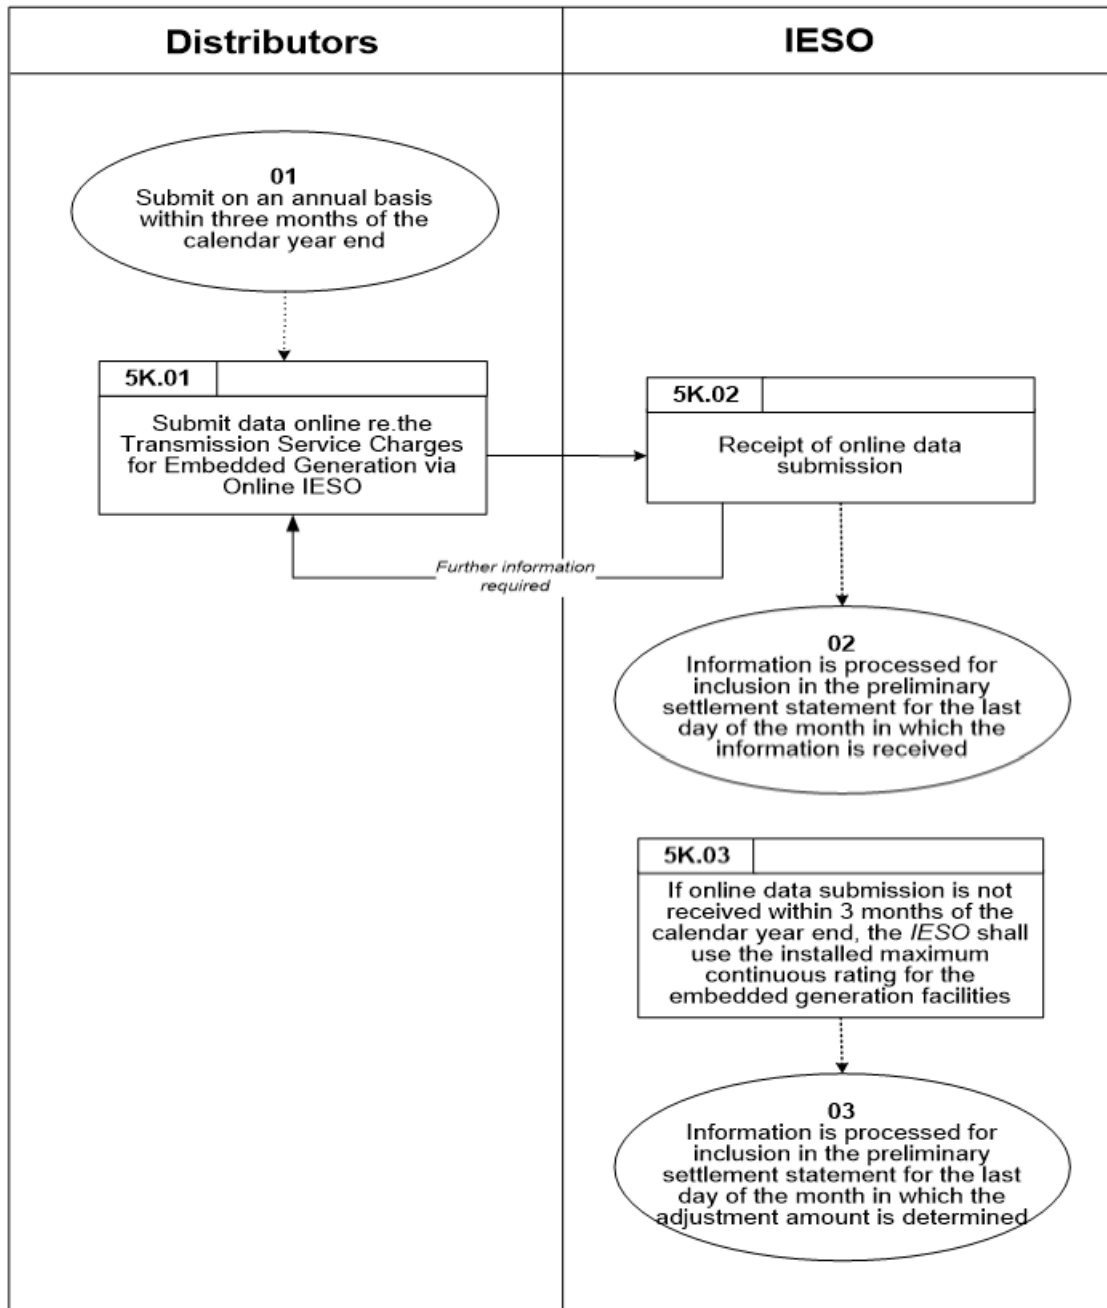 Distributors
IESO
01
Submit on an annual basis
within three months of the
calendar year end
5K.01
Submit data online re.the
Transmission Service Charges
for Embedded Generation via
Online IESO
5K.02
Receipt of online data
submission
Further information
required
02
Information is processed for
inclusion in the preliminary
settlement statement for the last
day of the month in which the
information is received
5K.03
If online data submission is not
received within 3 months of the
calendar year end, the IESO shall
use the installed maximum
continuous rating for the
embedded generation facilities
03
Information is processed for
inclusion in the preliminary
settlement statement for the last
day of the month in which the
adjustment amount is determined